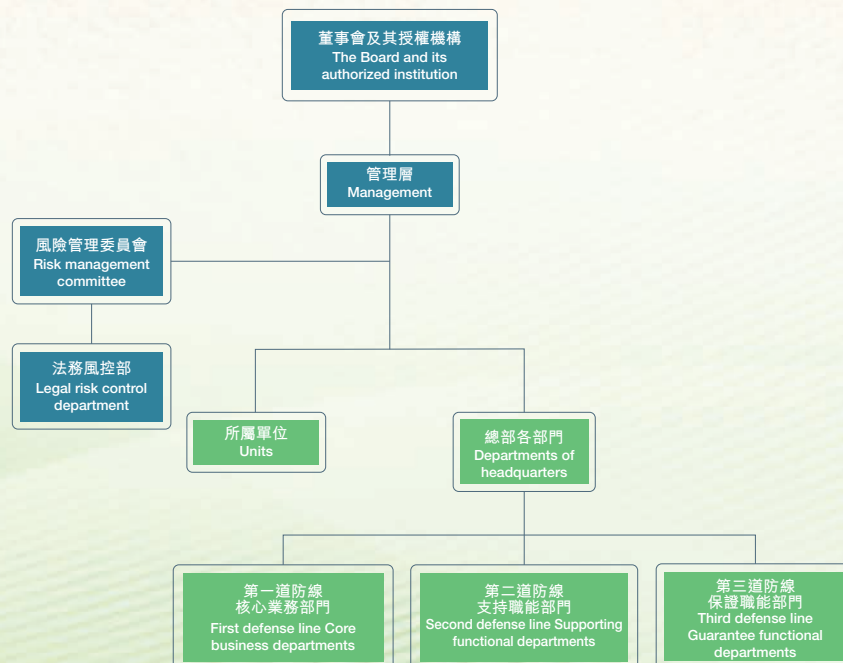 董事會及其授權機構
The Board and its
authorized institution
管理層
Management
風險管理委員會
Risk management
committee
法務風控部
Legal risk control
department
所屬單位
Units
總部各部門
Departments of
headquarters
第一道防線
核心業務部門
First defense line Core
business departments
第二道防線
支持職能部門
Second defense line Supporting
functional departments
第三道防線
保證職能部門
Third defense line
Guarantee functional
departments